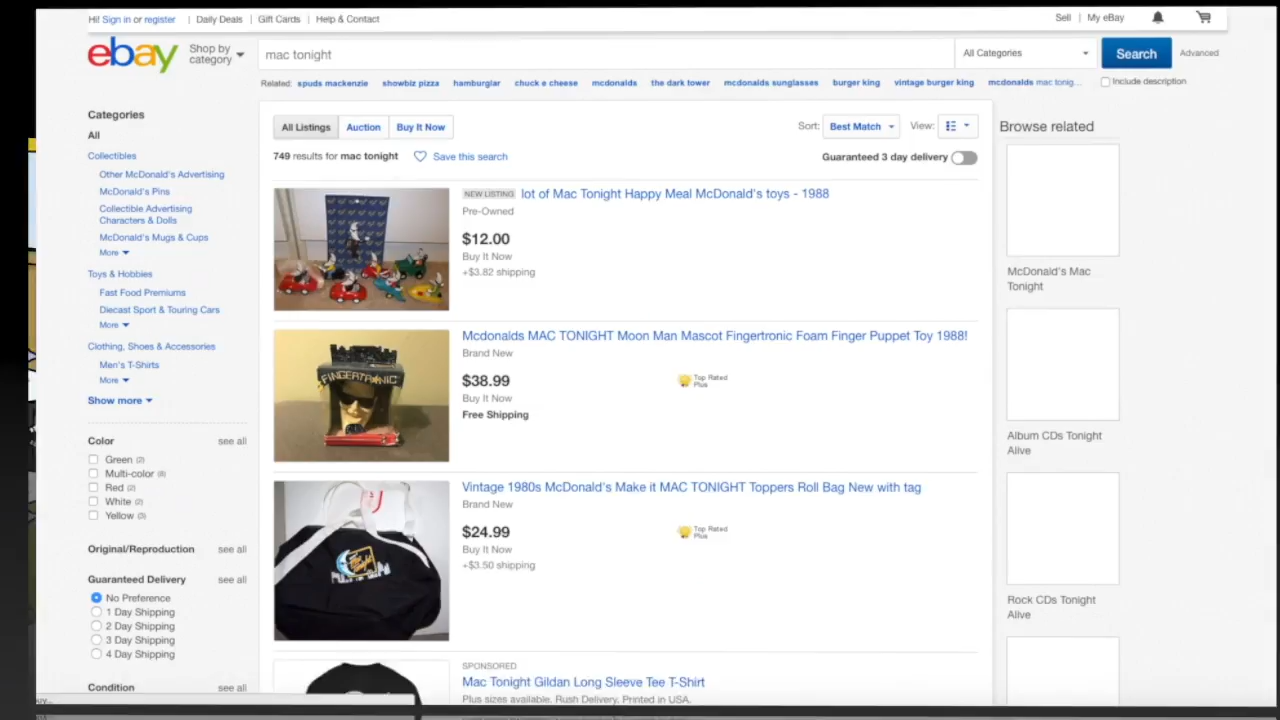 Hi! Sign in or register | Daily Deals | Gift Cards | Help & Contact
Sell | My eBay
ebay
Shop by
category
mac tonight
All Categories
Search
Advanced
Related: spuds mackenzie showbiz pizza hamburglar chuck e cheese mcdonalds the dark tower mcdonalds sunglasses burger king vintage burger king mcdonalds mac tonig...
Include description
Categories
All
Collectibles
Other McDonald's Advertising
McDonald's Pins
Collectible Advertising
Characters & Dolls
McDonald's Mugs & Cups
More
Toys & Hobbies
Fast Food Premiums
Diecast Sport & Touring Cars
More
Clothing, Shoes & Accessories
Men's T-Shirts
More
Show more
Color see all
Green (2)
Multi-color (8)
Red (2)
White (2)
Yellow (3)
Original/Reproduction see all
Guaranteed Delivery see all
No Preference
1 Day Shipping
2 Day Shipping
3 Day Shipping
4 Day Shipping
Condition see all
All Listings Auction Buy It Now
Sort: Best Match View:
749 results for mac tonight Save this search
Guaranteed 3 day delivery
NEW LISTING lot of Mac Tonight Happy Meal McDonald's toys - 1988
Pre-Owned
$12.00
Buy It Now
+$3.82 shipping
FINGERTRONIC
Mcdonalds MAC TONIGHT Moon Man Mascot Fingertronic Foam Finger Puppet Toy 1988!
Brand New
$38.99
Top Rated
Plus
Buy It Now
Free Shipping
Vintage 1980s McDonald's Make it MAC TONIGHT Toppers Roll Bag New with tag
Brand New
$24.99
Top Rated
Plus
Buy It Now
+$3.50 shipping
SPONSORED
Mac Tonight Gildan Long Sleeve Tee T-Shirt
Plus sizes available. Rush Delivery, Printed in USA.
Browse related
McDonald's Mac
Tonight
Album CDs Tonight
Alive
Rock CDs Tonight
Alive